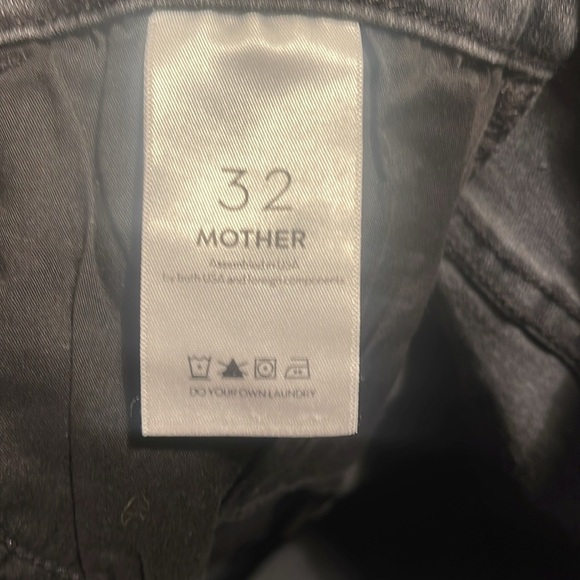 32
MOTHER
Assembled in USA
by both USA and foreign components
DO YOUR OWN LAUNDRY